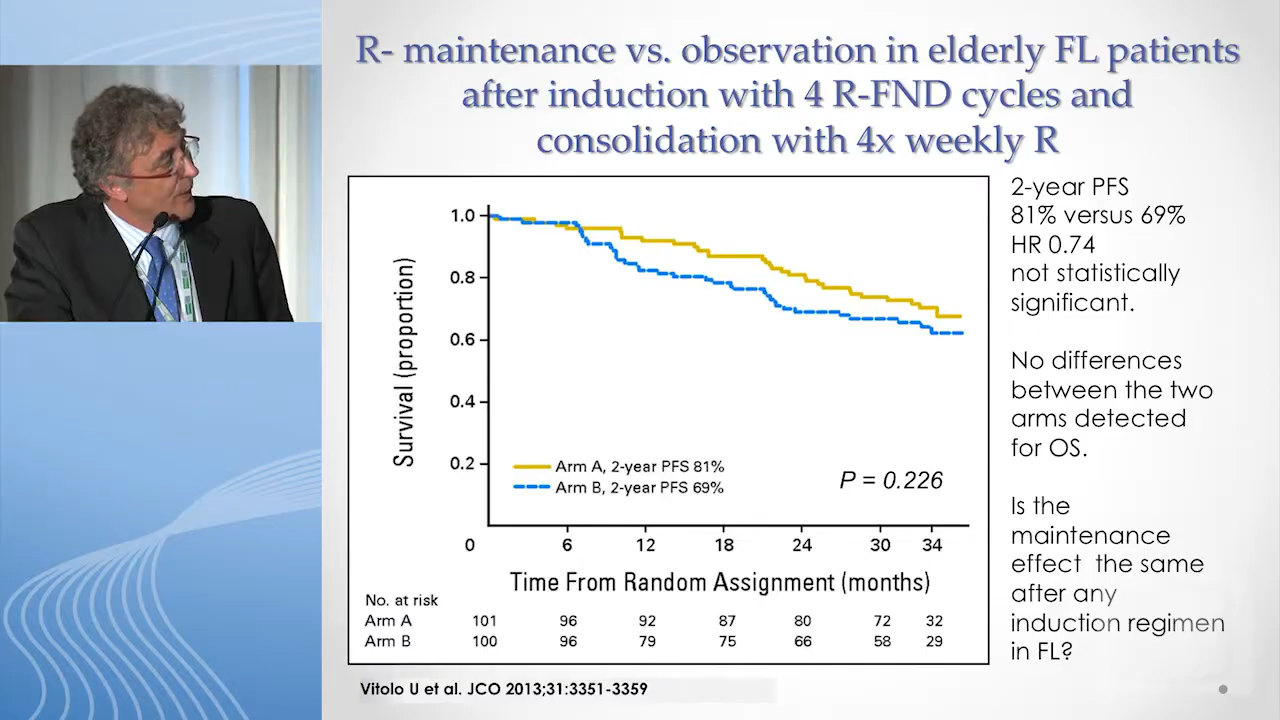 R- maintenance vs. observation in elderly FL patients
after induction with 4 R-FND cycles and
consolidation with 4x weekly R
1.0
0.8
0.6
0.4
0.2
Survival (proportion)
Arm A, 2-year PFS 81%
Arm B, 2-year PFS 69%
P = 0.226
0 6 12 18 24 30 34
Time From Random Assignment (months)
No. at risk
Arm A 101 96 92 87 80 72 32
Arm B 100 96 79 75 66 58 29
2-year PFS
81% versus 69%
HR 0.74
not statistically
significant.
No differences
between the two
arms detected
for OS.
Is the
maintenance
effect the same
after any
induction regimen
in FL?
Vitolo U et al. JCO 2013;31:3351-3359